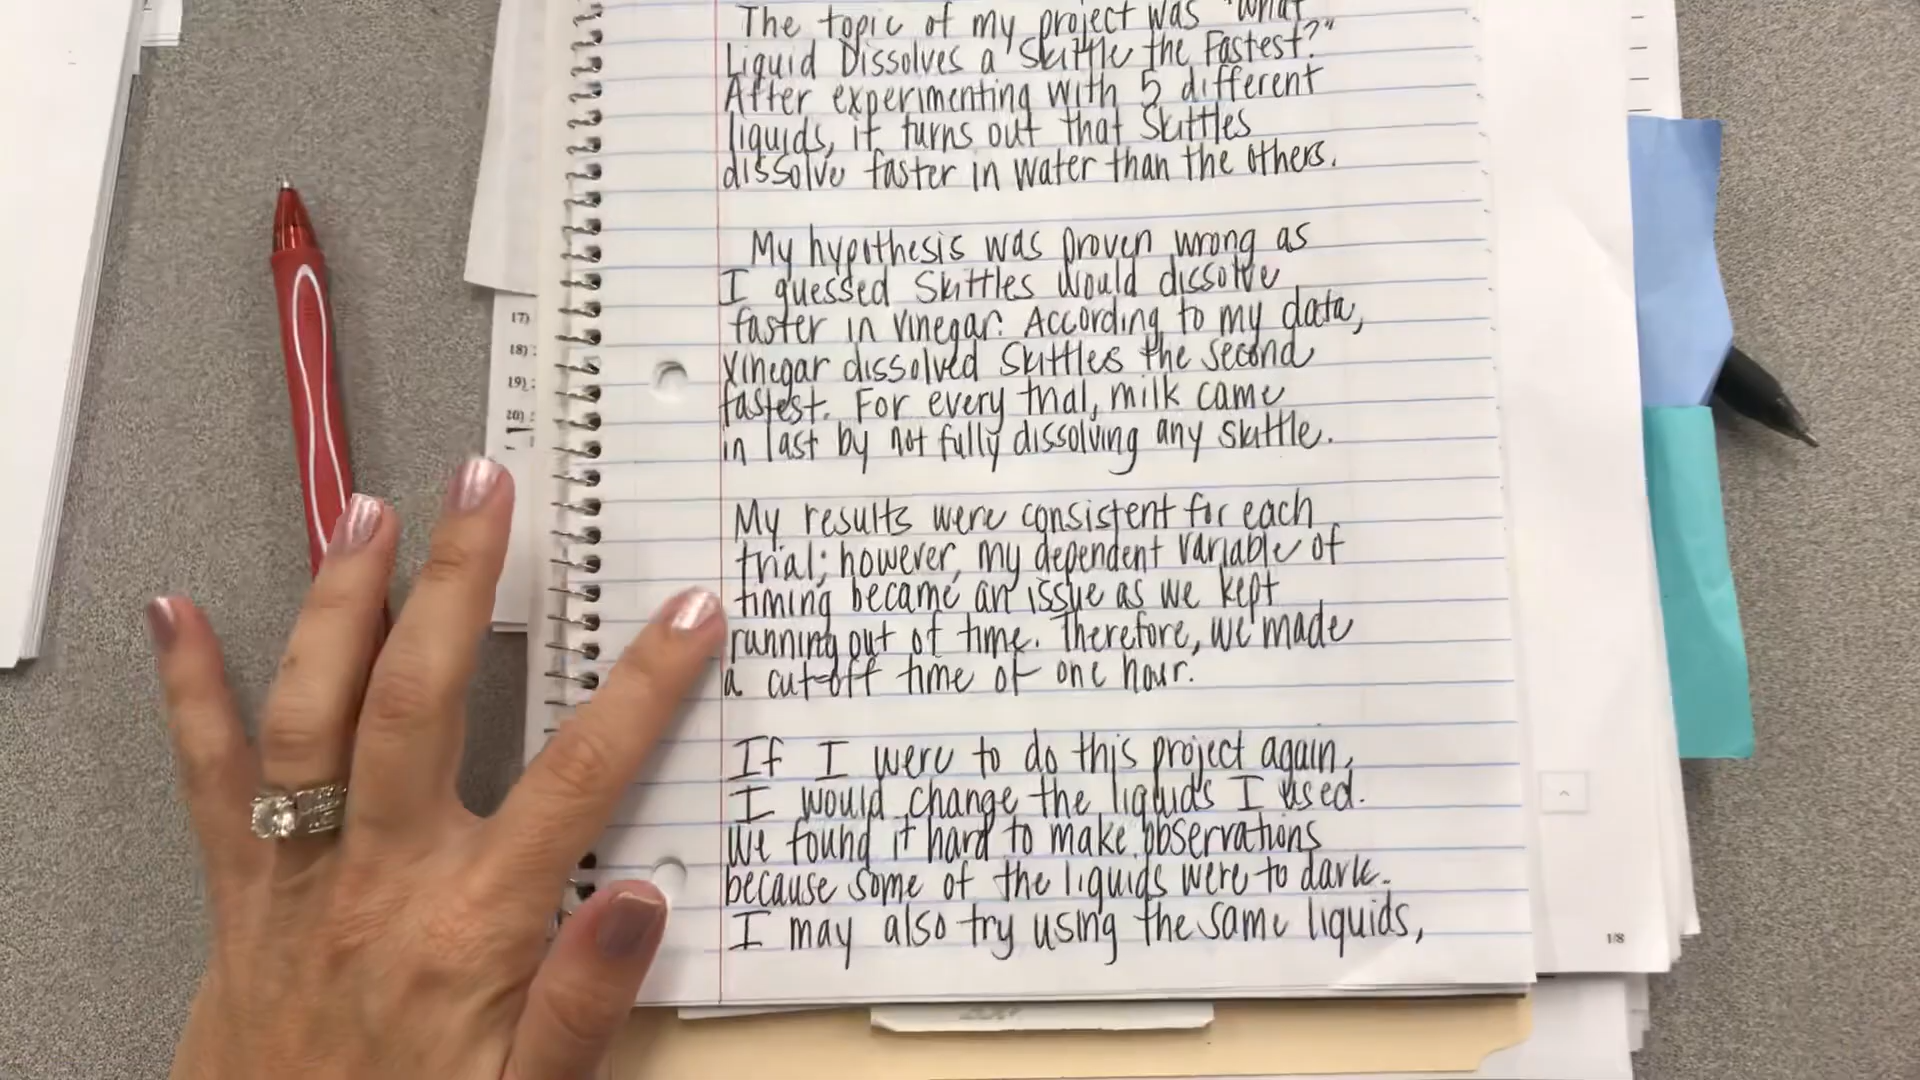 The topic of my project was "What
Liquid Dissolves a Skittle the Fastest?"
After experimenting with 5 different
liquids, it turns out that Skittles
dissolve faster in water than the others.
My hypothesis was proven wrong as
I guessed Skittles would dissolve
faster in vinegar. According to my data,
vinegar dissolved Skittles the second
fastest. For every trial, milk came
in last by not fully dissolving any skittle.
My results were consistent for each
trial; however, my dependent variable of
timing became an issue as we kept
running out of time. Therefore, we made
a cut-off time of one hour.
If I were to do this project again,
I would change the liquids I used.
We found it hard to make observations
because some of the liquids were to dark.
I may also try using the same liquids,
17)
18)
19)
20)
1/8